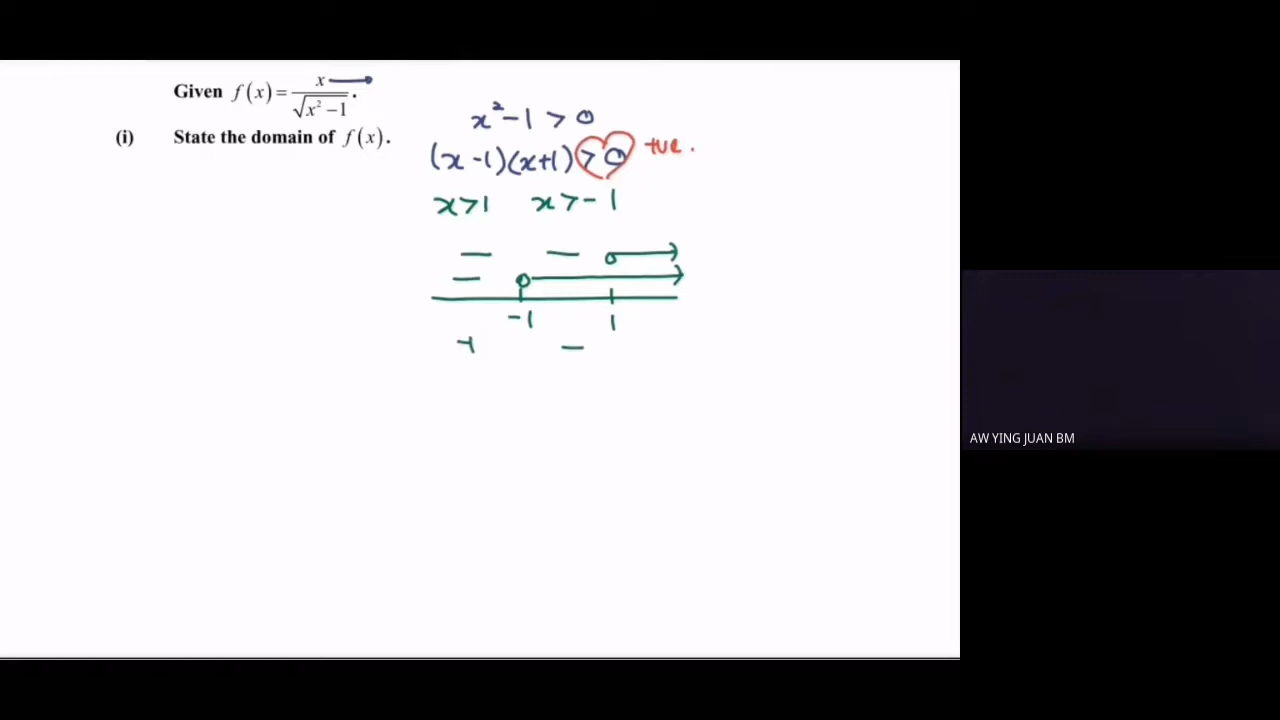 Given f(x) = x / √(x² − 1) .
(i) State the domain of f(x).
x² − 1 > 0
(x − 1)(x + 1) > 0 +ve .
x > 1 x > − 1
− −
−
−1 1
+ −
AW YING JUAN BM